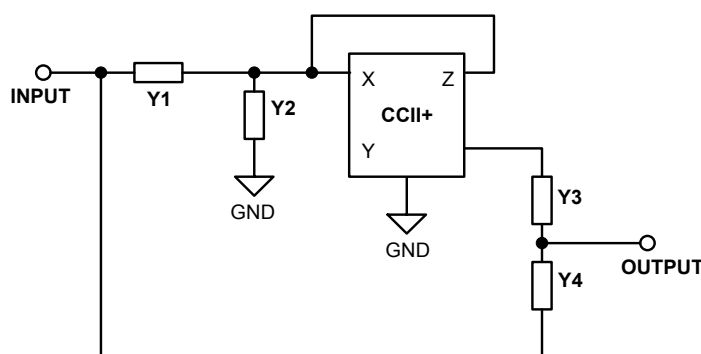 X Z
INPUT
Y1
Y2
CCII+
Y
GND
Y3
GND
OUTPUT
Y4